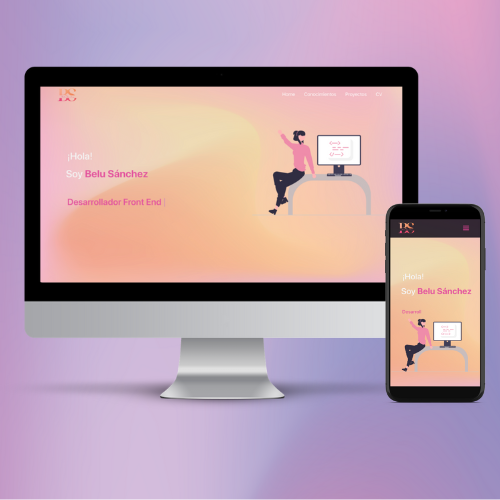 BS
Home Conocimientos Proyectos CV
¡Hola!
Soy Belu Sánchez
Desarrollador Front End |
BS
¡Hola!
Soy Belu Sánchez
Desarroll